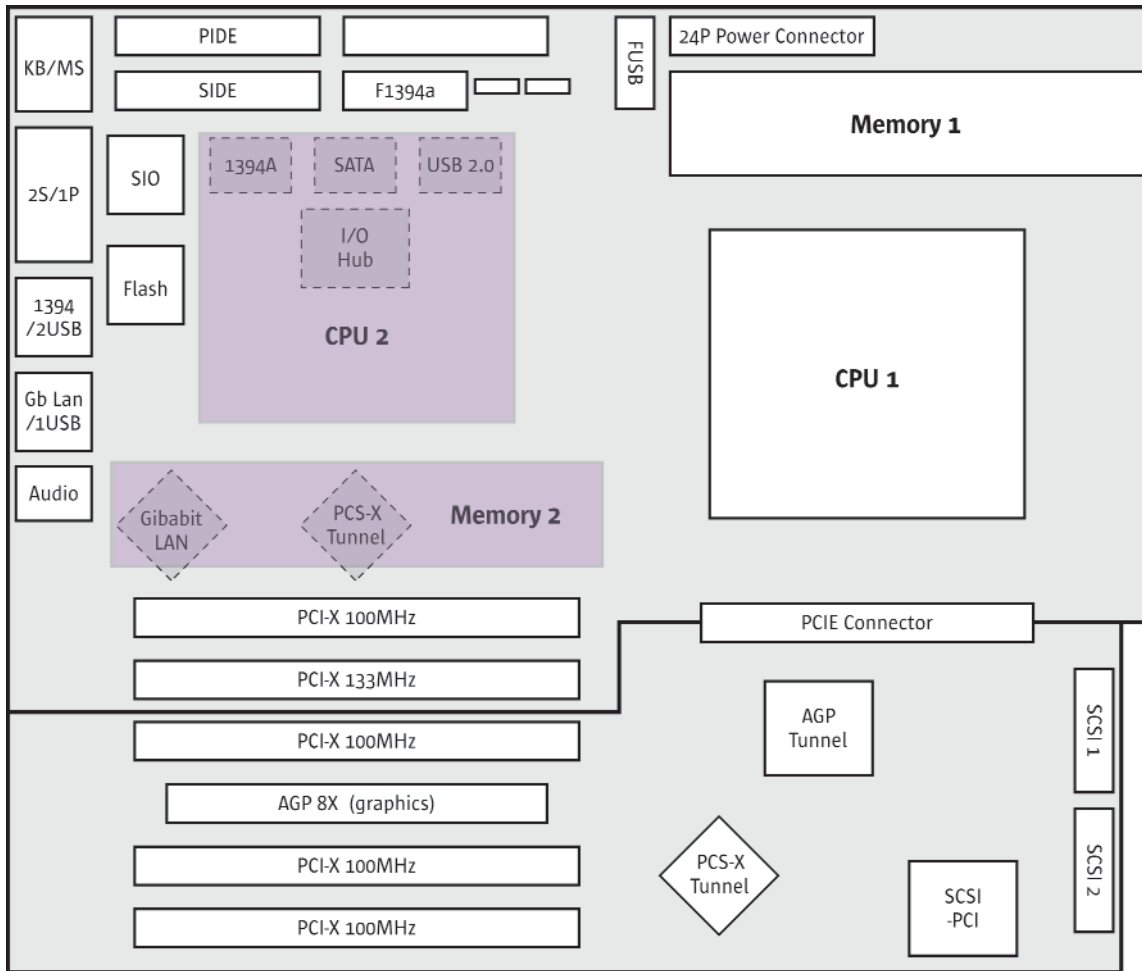 KB/MS
PIDE
SIDE
F1394a
FUSB
24P Power Connector
Memory 1
2S/1P
SIO
1394A
SATA
USB 2.0
I/O
Hub
Flash
1394
/2USB
CPU 2
CPU 1
Gb Lan
/1USB
Audio
Gibabit
LAN
PCS-X
Tunnel
Memory 2
PCI-X 100MHz
PCIE Connector
PCI-X 133MHz
PCI-X 100MHz
AGP
Tunnel
SCSI 1
AGP 8X (graphics)
PCI-X 100MHz
PCS-X
Tunnel
SCSI
-PCI
SCSI 2
PCI-X 100MHz